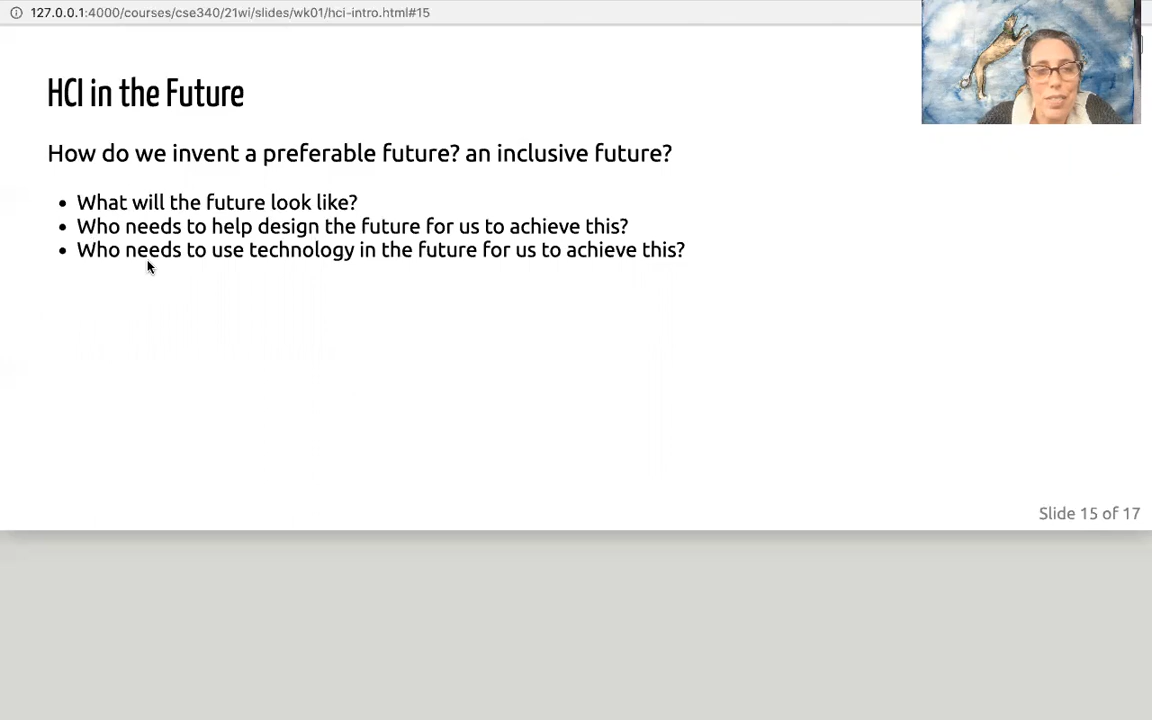 127.0.0.1:4000/courses/cse340/21wi/slides/wk01/hci-intro.html#15
HCI in the Future
How do we invent a preferable future? an inclusive future?
• What will the future look like?
• Who needs to help design the future for us to achieve this?
• Who needs to use technology in the future for us to achieve this?
Slide 15 of 17